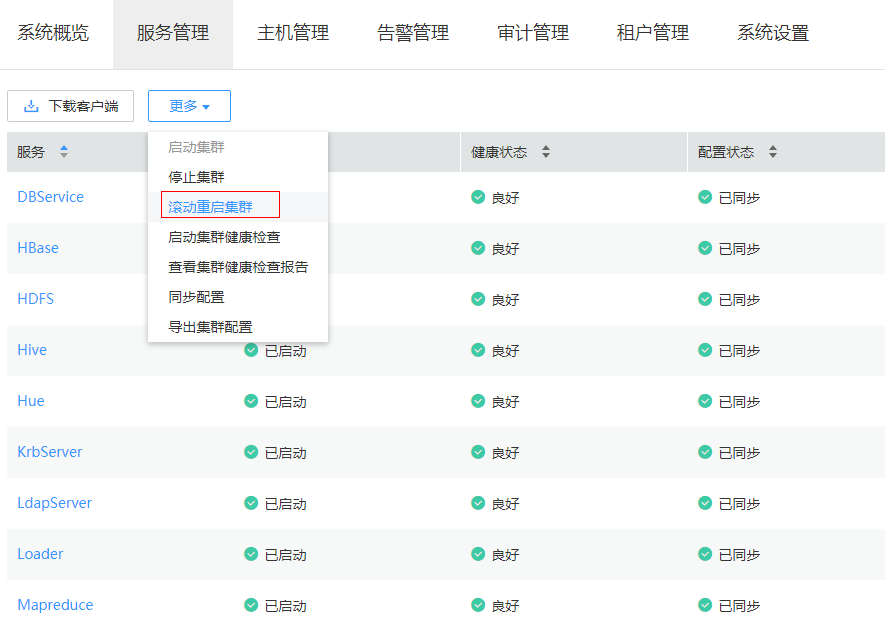 系统概览 服务管理 主机管理 告警管理 审计管理 租户管理 系统设置
下载客户端 更多
服务 健康状态 配置状态
启动集群
停止集群
滚动重启集群
启动集群健康检查
查看集群健康检查报告
同步配置
导出集群配置
DBService 良好 已同步
HBase 良好 已同步
HDFS 良好 已同步
Hive 已启动 良好 已同步
Hue 已启动 良好 已同步
KrbServer 已启动 良好 已同步
LdapServer 已启动 良好 已同步
Loader 已启动 良好 已同步
Mapreduce 已启动 良好 已同步